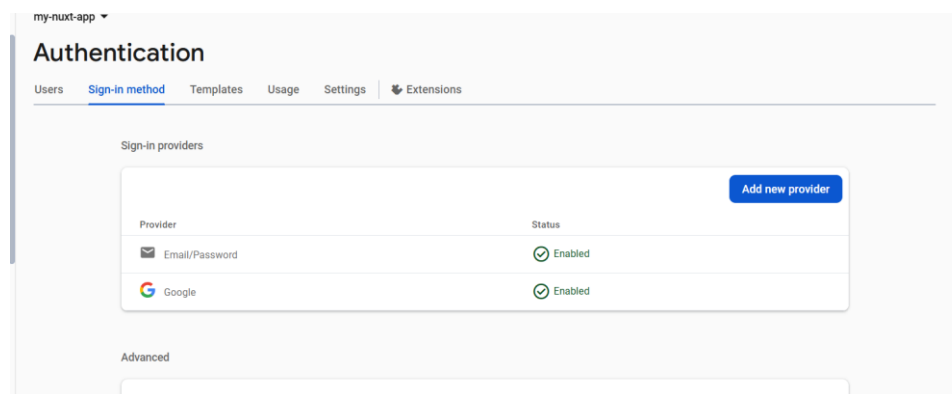 my-nuxt-app
Authentication
Users Sign-in method Templates Usage Settings Extensions
Sign-in providers
Add new provider
Provider Status
Email/Password Enabled
Google Enabled
Advanced